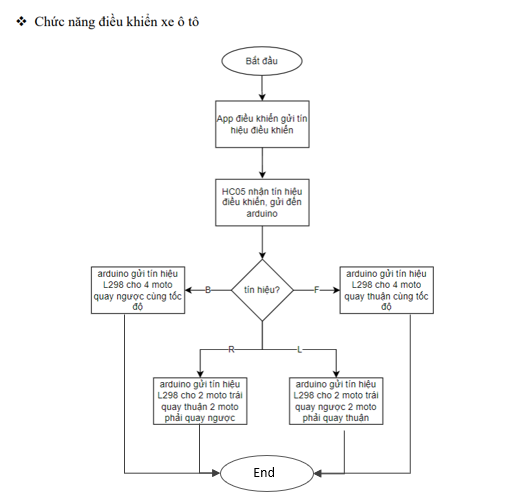 ❖ Chức năng điều khiển xe ô tô
Bắt đầu
App điều khiển gửi tín
hiệu điều khiển
HC05 nhận tín hiệu
điều khiển, gửi đến
arduino
arduino gửi tín hiệu
L298 cho 4 moto
quay ngược cùng tốc
độ
B
tín hiệu?
F
arduino gửi tín hiệu
L298 cho 4 moto
quay thuận cùng tốc
độ
R
L
arduino gửi tín hiệu
L298 cho 2 moto trái
quay thuận 2 moto
phải quay ngược
arduino gửi tín hiệu
L298 cho 2 moto trái
quay ngược 2 moto
phải quay thuận
End